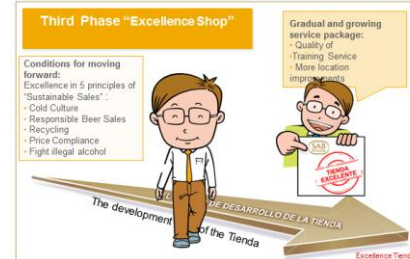 Third Phase "Excellence Shop"
Conditions for moving
forward:
Excellence in 5 principles of
"Sustainable Sales" :
· Cold Culture
· Responsible Beer Sales
· Recycling
· Price Compliance
· Fight illegal alcohol
Gradual and growing
service package:
· Quality of
·Training Service
· More location
improvements
SAB
TIENDA
EXCELENTE
UE DESARROLLO DE LA TIENDA
The development of the Tienda
Excellence Tiend